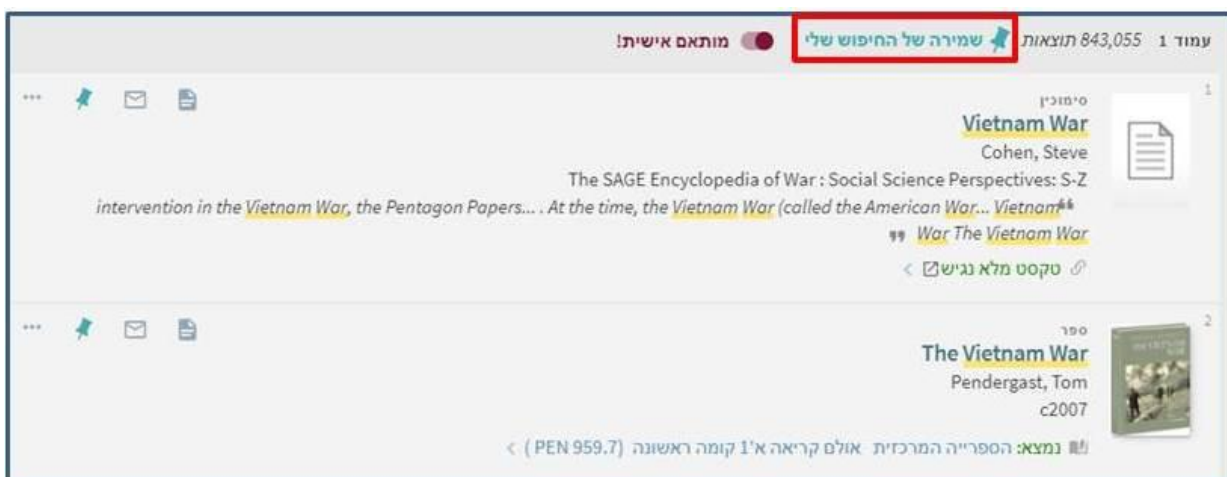 עמוד 1 843,055 תוצאות שמירה של החיפוש שלי מותאם אישית!
1
סימוכין
Vietnam War
Cohen, Steve
The SAGE Encyclopedia of War : Social Science Perspectives: S-Z
intervention in the Vietnam War, the Pentagon Papers... . At the time, the Vietnam War (called the American War... Vietnam
War The Vietnam War
טקסט מלא נגיש
2
ספר
The Vietnam War
Pendergast, Tom
c2007
נמצא: הספרייה המרכזית אולם קריאה א'1 קומה ראשונה (PEN 959.7 )